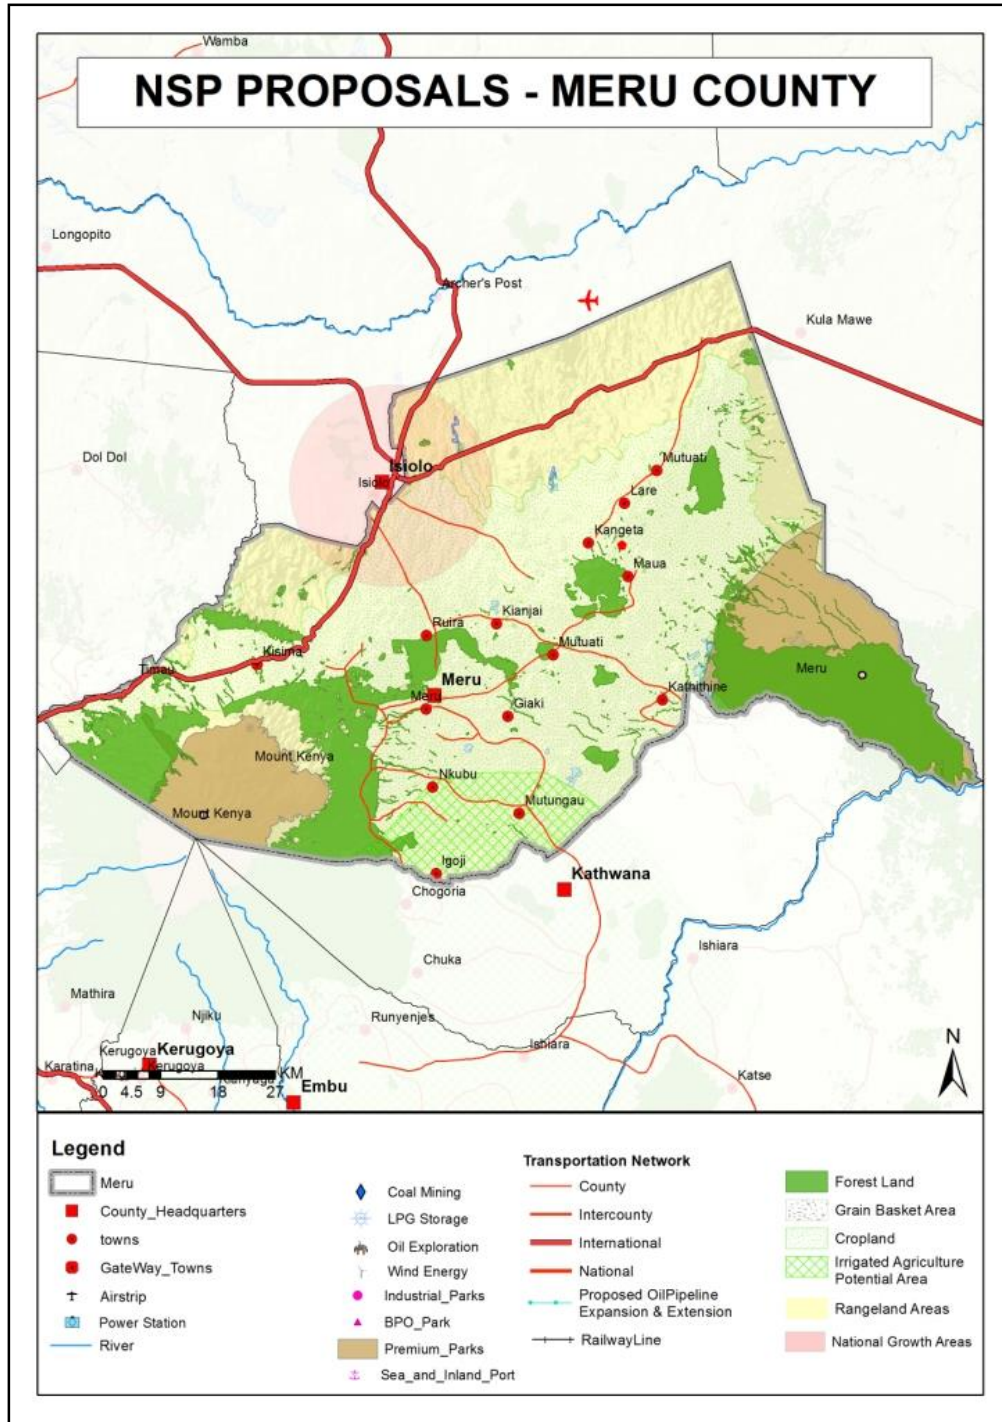 Wamba
NSP PROPOSALS - MERU COUNTY
Longopito
Archer's Post
Kula Mawe
Dol Dol
Isiolo
Isiolo
Mutuati
Lare
Kangeta
Maua
Kianjai
Ruira
Mutuati
Kisima
Timau
Meru
Meru
Kathithine
Meru
Giaki
Mount Kenya
Nkubu
Mount Kenya
Mutungau
Igoji
Kathwana
Chogoria
Chuka
Ishiara
Mathira
Njiku
Runyenjes
Ishiara
Kerugoya
Kerugoya
Karatina
Kerugoya
KM
Katse
Embu
0 4.5 9 18 27
N
Legend
Meru
County_Headquarters
towns
GateWay_Towns
Airstrip
Power Station
River
Coal Mining
LPG Storage
Oil Exploration
Wind Energy
Industrial_Parks
BPO_Park
Premium_Parks
Sea_and_Inland_Port
Transportation Network
County
Intercounty
International
National
Proposed OilPipeline
Expansion & Extension
RailwayLine
Forest Land
Grain Basket Area
Cropland
Irrigated Agriculture
Potential Area
Rangeland Areas
National Growth Areas